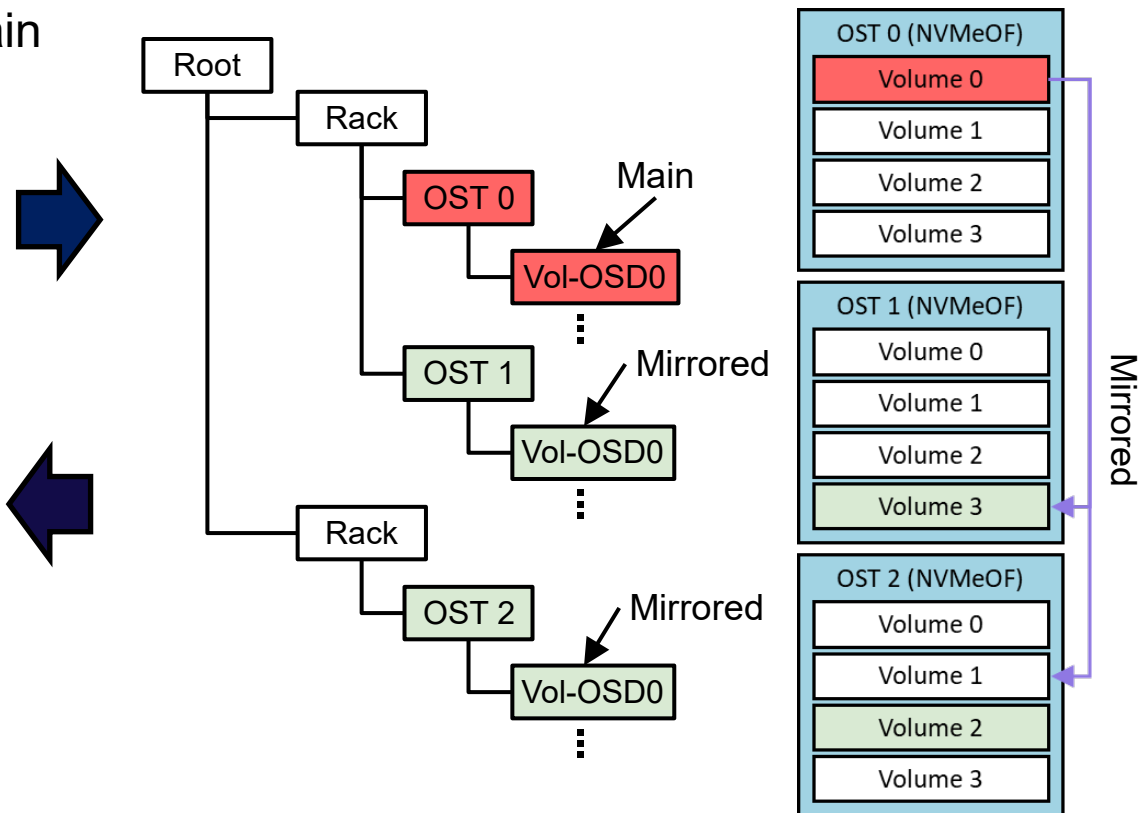 ain
Root
Rack
OST 0
Main
Vol-OSD0
OST 1
Mirrored
Vol-OSD0
Rack
OST 2
Mirrored
Vol-OSD0
OST 0 (NVMeOF)
Volume 0
Volume 1
Volume 2
Volume 3
OST 1 (NVMeOF)
Volume 0
Volume 1
Volume 2
Volume 3
OST 2 (NVMeOF)
Volume 0
Volume 1
Volume 2
Volume 3
Mirrored